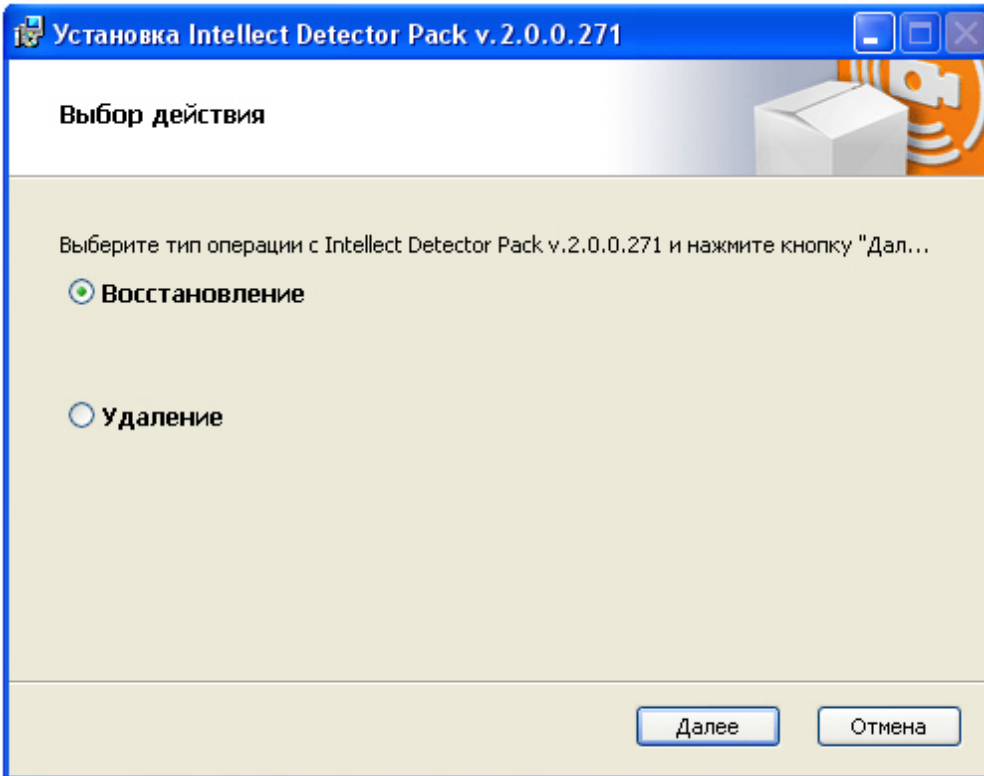 Установка Intellect Detector Pack v.2.0.0.271
Выбор действия
Выберите тип операции с Intellect Detector Pack v.2.0.0.271 и нажмите кнопку "Дал...
Восстановление
Удаление
Далее
Отмена